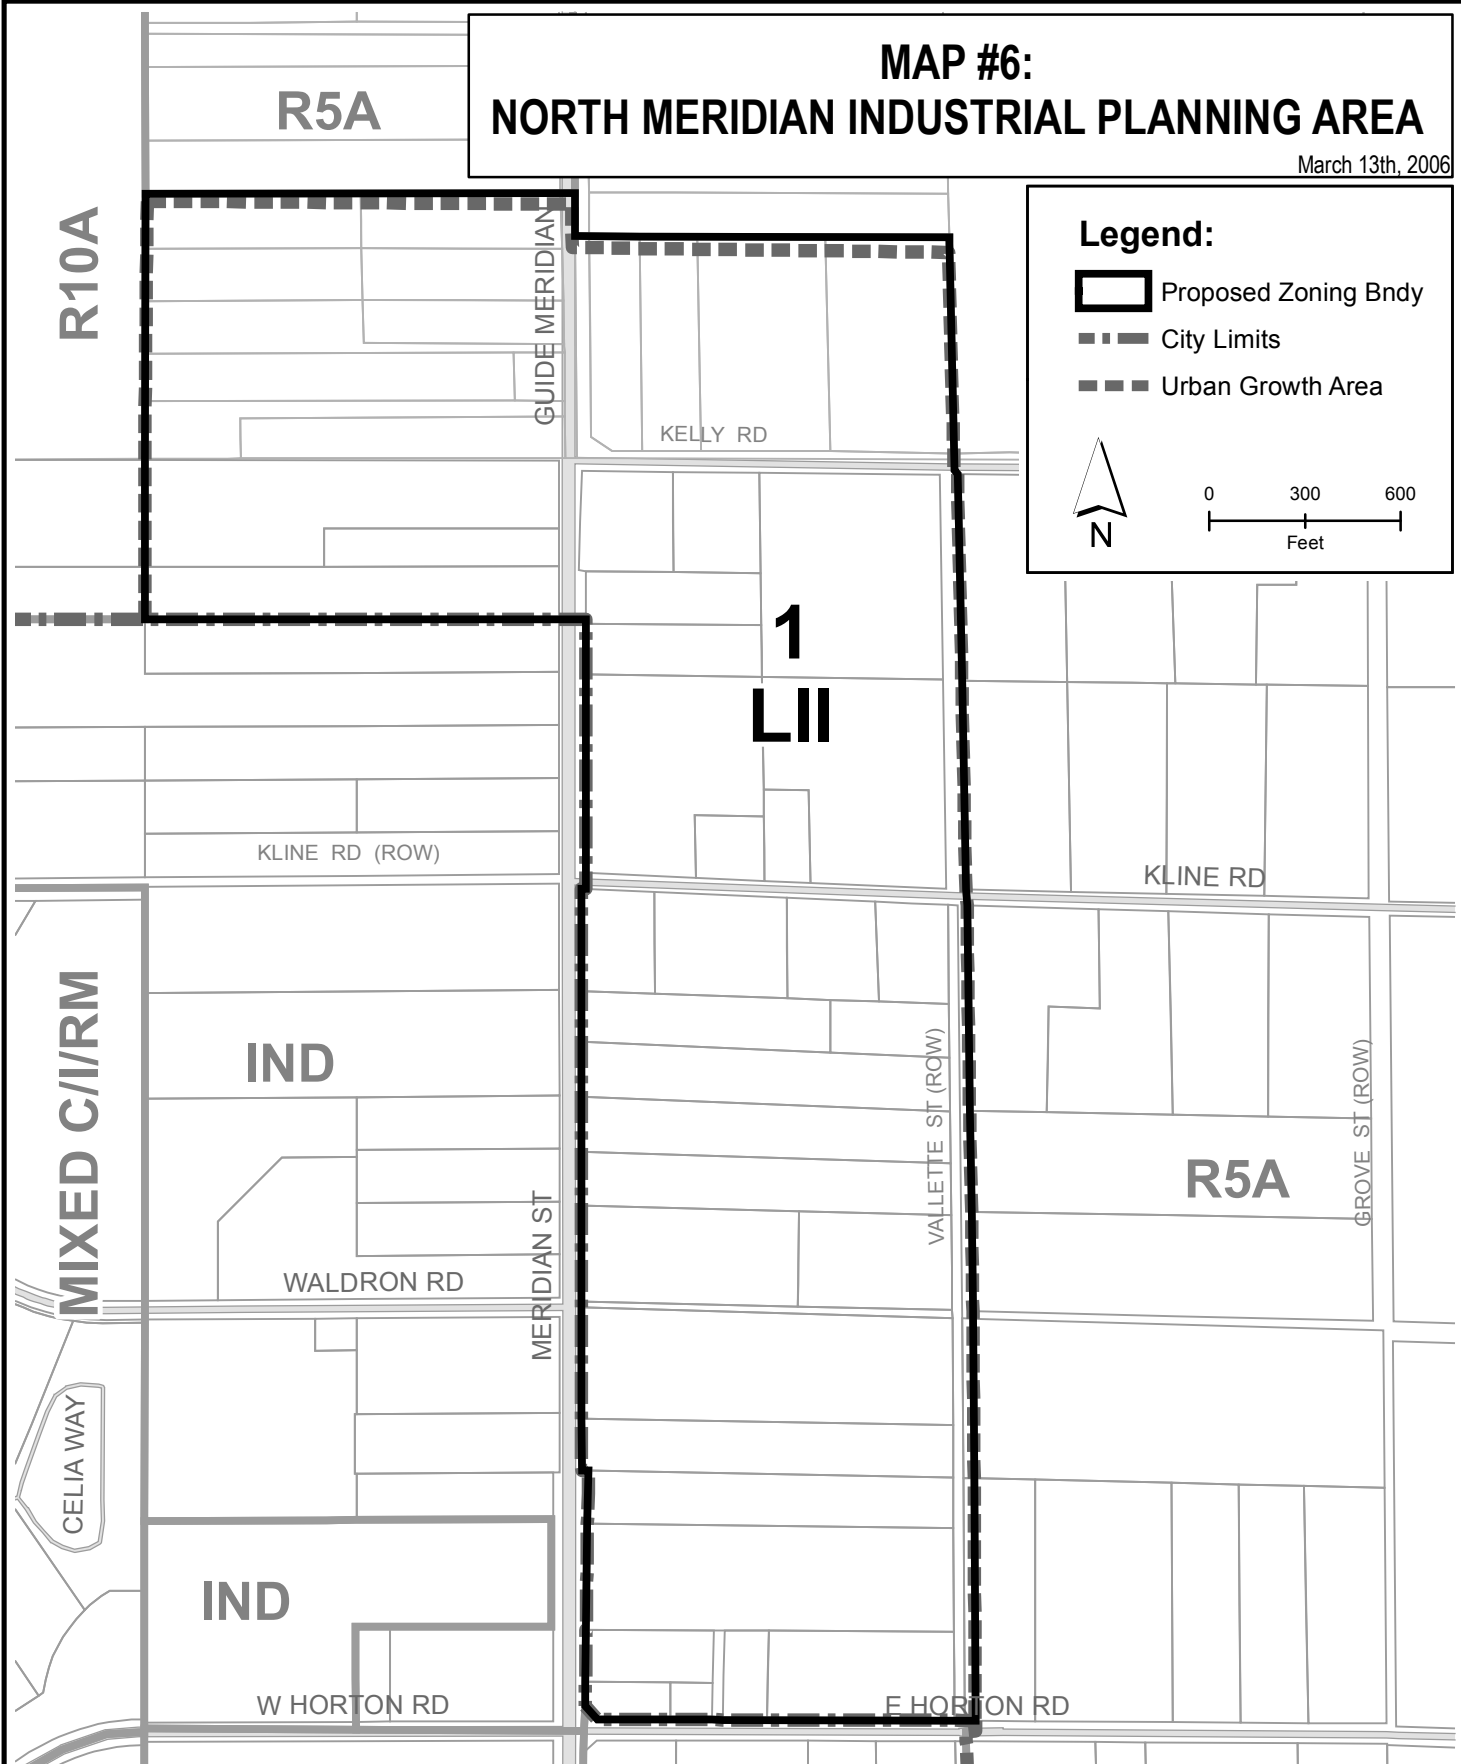 MAP #6:
NORTH MERIDIAN INDUSTRIAL PLANNING AREA
March 13th, 2006
Legend:
Proposed Zoning Bndy
City Limits
Urban Growth Area
N
0 300 600
Feet
R5A
R10A
GUIDE MERIDIAN
KELLY RD
1
LII
KLINE RD (ROW)
KLINE RD
MIXED C/I/RM
IND
VALLETTE ST (ROW)
GROVE ST (ROW)
R5A
MERIDIAN ST
WALDRON RD
CELIA WAY
IND
W HORTON RD
E HORTON RD